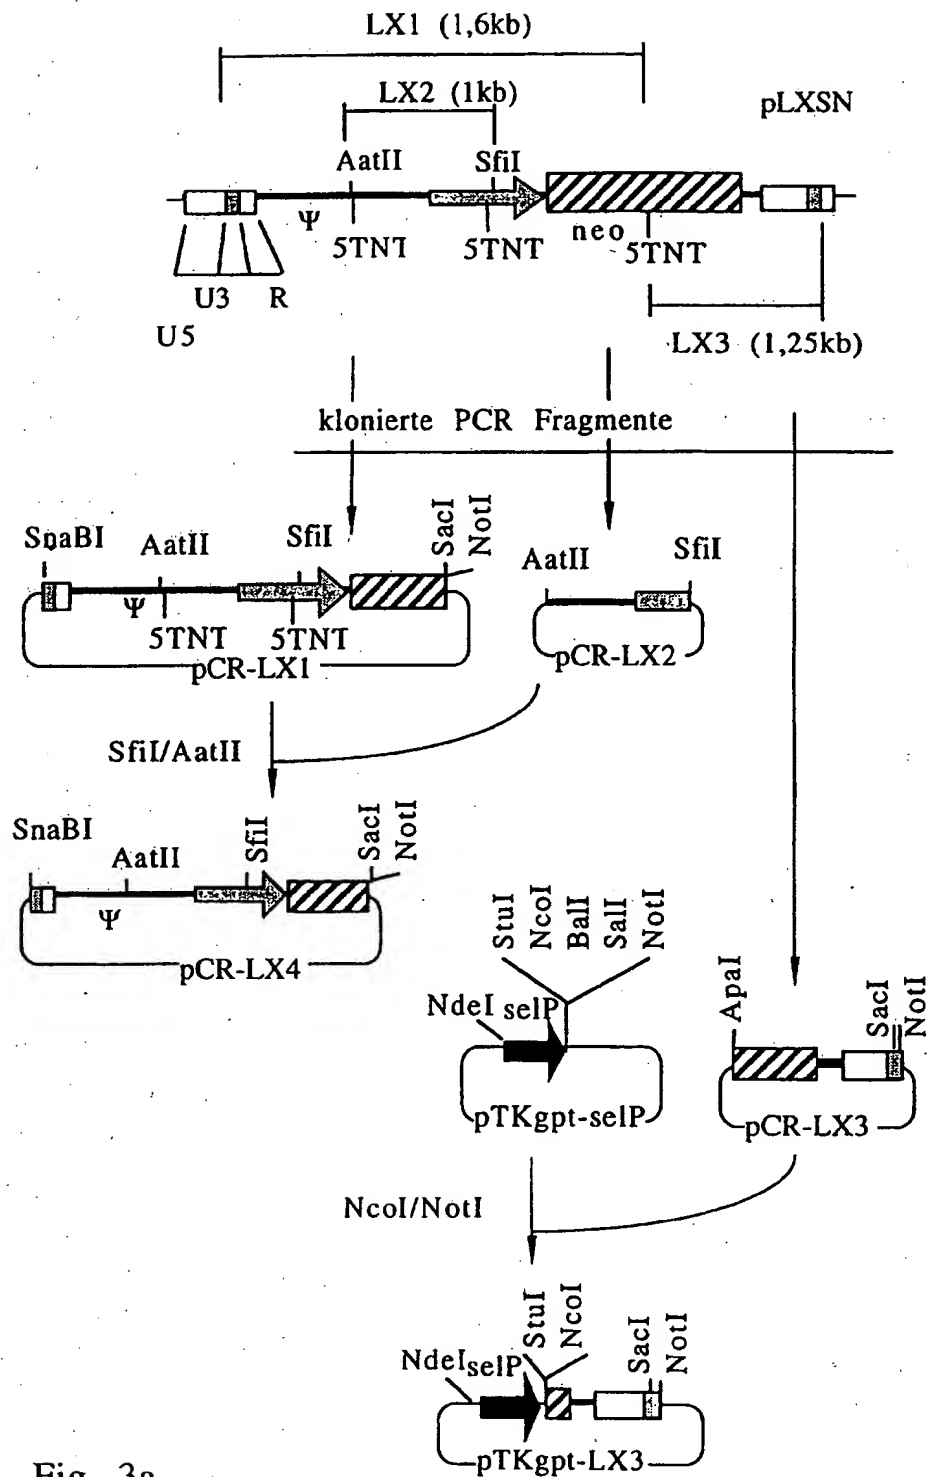 LX1 (1,6kb)
LX2 (1kb)
pLXSN
AatII
SfiI
Ψ
5TNT
5TNT
neo
5TNT
U3
R
U5
LX3 (1,25kb)
klonierte PCR Fragmente
SnaBI
AatII
SfiI
SacI
NotI
Ψ
5TNT
5TNT
pCR-LX1
AatII
SfiI
pCR-LX2
SfiI/AatII
SnaBI
AatII
SfiI
SacI
NotI
Ψ
pCR-LX4
StuI
NcoI
BalI
SalI
NotI
NdeI
selP
pTKgpt-selP
ApaI
SacI
NotI
pCR-LX3
NcoI/NotI
StuI
NcoI
SacI
NotI
NdeI
selP
pTKgpt-LX3
Fig. 3a